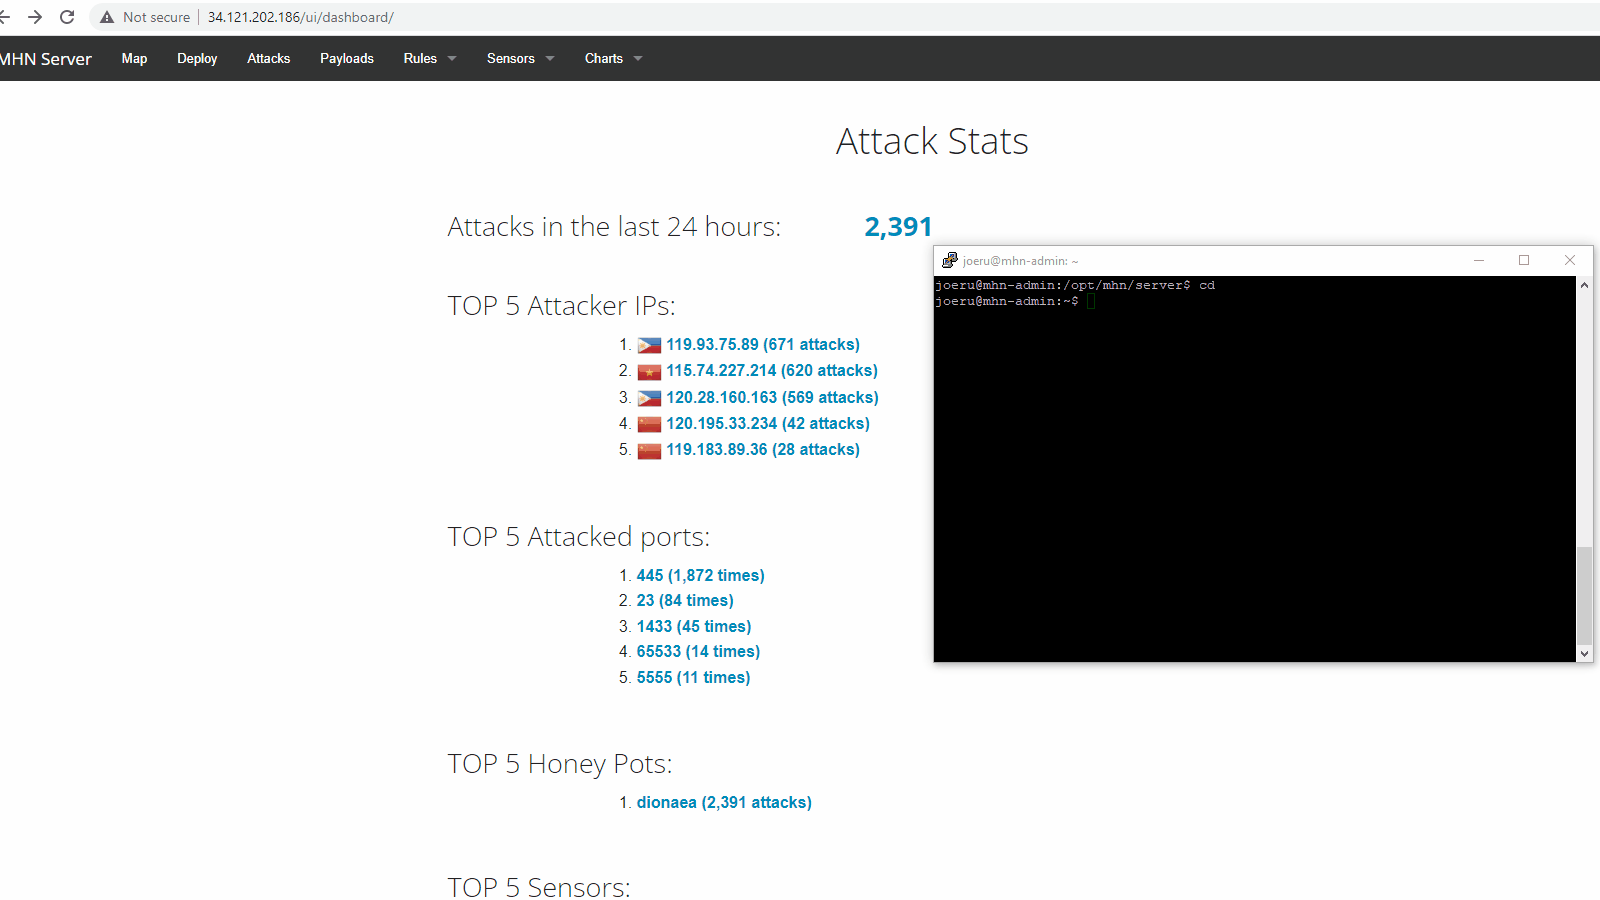 Not secure | 34.121.202.186/ui/dashboard/
MHN Server Map Deploy Attacks Payloads Rules Sensors Charts
Attack Stats
Attacks in the last 24 hours: 2,391
TOP 5 Attacker IPs:
1. 119.93.75.89 (671 attacks)
2. 115.74.227.214 (620 attacks)
3. 120.28.160.163 (569 attacks)
4. 120.195.33.234 (42 attacks)
5. 119.183.89.36 (28 attacks)
TOP 5 Attacked ports:
1. 445 (1,872 times)
2. 23 (84 times)
3. 1433 (45 times)
4. 65533 (14 times)
5. 5555 (11 times)
TOP 5 Honey Pots:
1. dionaea (2,391 attacks)
TOP 5 Sensors:
joeru@mhn-admin: ~
joeru@mhn-admin:/opt/mhn/server$ cd
joeru@mhn-admin:~$